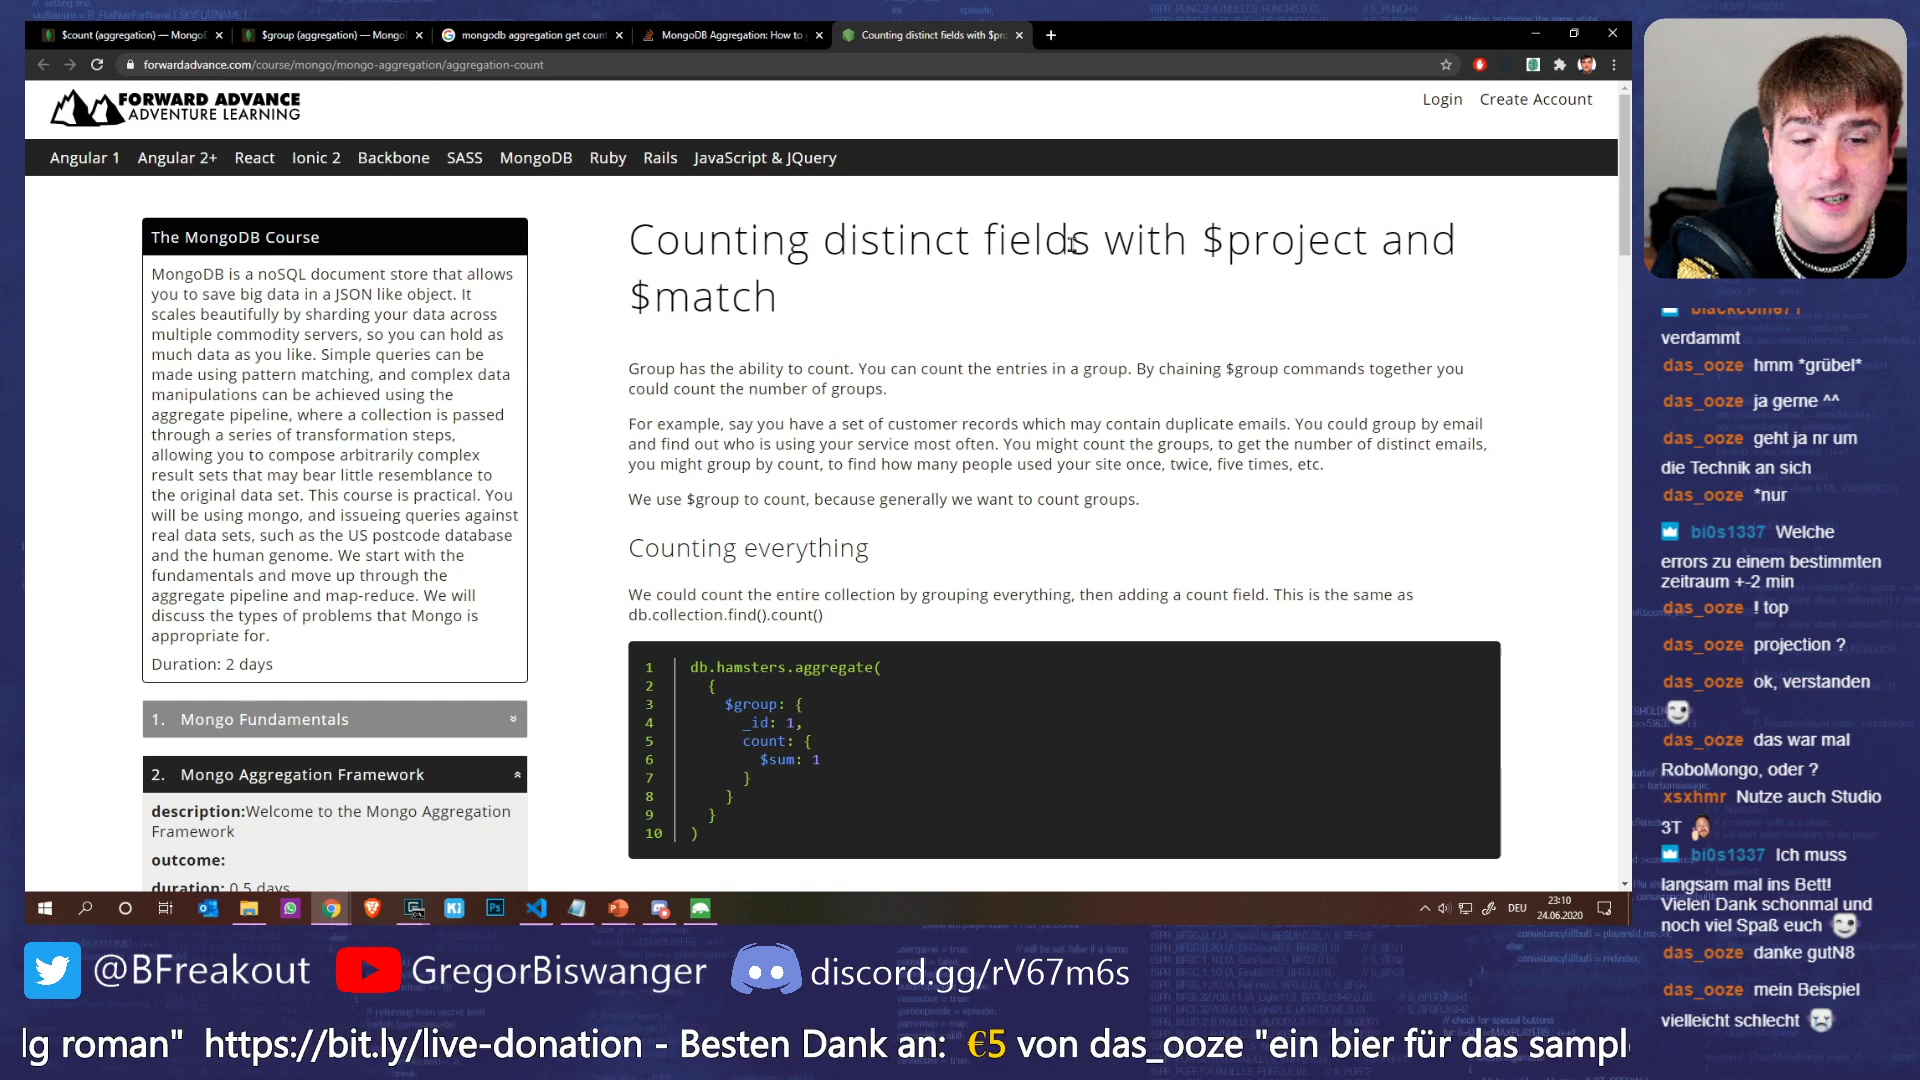 $count (aggregation) — Mongo
$group (aggregation) — Mongo
mongodb aggregation get count
MongoDB Aggregation: How to
Counting distinct fields with $pro
forwardadvance.com/course/mongo/mongo-aggregation/aggregation-count
FORWARD ADVANCE
ADVENTURE LEARNING
Login Create Account
Angular 1 Angular 2+ React Ionic 2 Backbone SASS MongoDB Ruby Rails JavaScript & JQuery
The MongoDB Course
MongoDB is a noSQL document store that allows
you to save big data in a JSON like object. It
scales beautifully by sharding your data across
multiple commodity servers, so you can hold as
much data as you like. Simple queries can be
made using pattern matching, and complex data
manipulations can be achieved using the
aggregate pipeline, where a collection is passed
through a series of transformation steps,
allowing you to compose arbitrarily complex
result sets that may bear little resemblance to
the original data set. This course is practical. You
will be using mongo, and issueing queries against
real data sets, such as the US postcode database
and the human genome. We start with the
fundamentals and move up through the
aggregate pipeline and map-reduce. We will
discuss the types of problems that Mongo is
appropriate for.
Duration: 2 days
1. Mongo Fundamentals
2. Mongo Aggregation Framework
description:Welcome to the Mongo Aggregation
Framework
outcome:
duration: 0.5 days
Counting distinct fields with $project and
$match
Group has the ability to count. You can count the entries in a group. By chaining $group commands together you
could count the number of groups.
For example, say you have a set of customer records which may contain duplicate emails. You could group by email
and find out who is using your service most often. You might count the groups, to get the number of distinct emails,
you might group by count, to find how many people used your site once, twice, five times, etc.
We use $group to count, because generally we want to count groups.
Counting everything
We could count the entire collection by grouping everything, then adding a count field. This is the same as
db.collection.find().count()
1 db.hamsters.aggregate(
2 {
3 $group: {
4 _id: 1,
5 count: {
6 $sum: 1
7 }
8 }
9 }
10 )
DEU
23:10
24.06.2020
verdammt
das_ooze hmm *grübel*
das_ooze ja gerne ^^
das_ooze geht ja nr um
die Technik an sich
das_ooze *nur
bi0s1337 Welche
errors zu einem bestimmten
zeitraum +-2 min
das_ooze ! top
das_ooze projection ?
das_ooze ok, verstanden
das_ooze das war mal
RoboMongo, oder ?
xsxhmr Nutze auch Studio
3T
bi0s1337 Ich muss
langsam mal ins Bett!
Vielen Dank schonmal und
noch viel Spaß euch
das_ooze danke gutN8
das_ooze mein Beispiel
vielleicht schlecht
@BFreakout GregorBiswanger discord.gg/rV67m6s
lg roman" https://bit.ly/live-donation - Besten Dank an: €5 von das_ooze "ein bier für das sampl